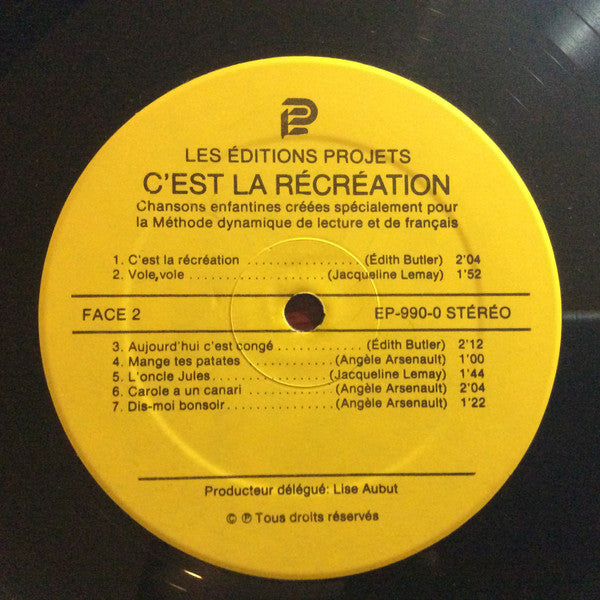 LES ÉDITIONS PROJETS
C'EST LA RÉCRÉATION
Chansons enfantines créées spécialement pour
la Méthode dynamique de lecture et de français
1. C'est la récréation .............. (Édith Butler) 2'04
2. Vole, vole .................... (Jacqueline Lemay) 1'52
FACE 2 EP-990-0 STÉRÉO
3. Aujourd'hui c'est congé .............. (Édith Butler) 2'12
4. Mange tes patates .............. (Angèle Arsenault) 1'00
5. L'oncle Jules .................. (Jacqueline Lemay) 1'44
6. Carole a un canari ............ (Angèle Arsenault) 2'04
7. Dis-moi bonsoir ................ (Angèle Arsenault) 1'22
Producteur délégué: Lise Aubut
© ℗ Tous droits réservés